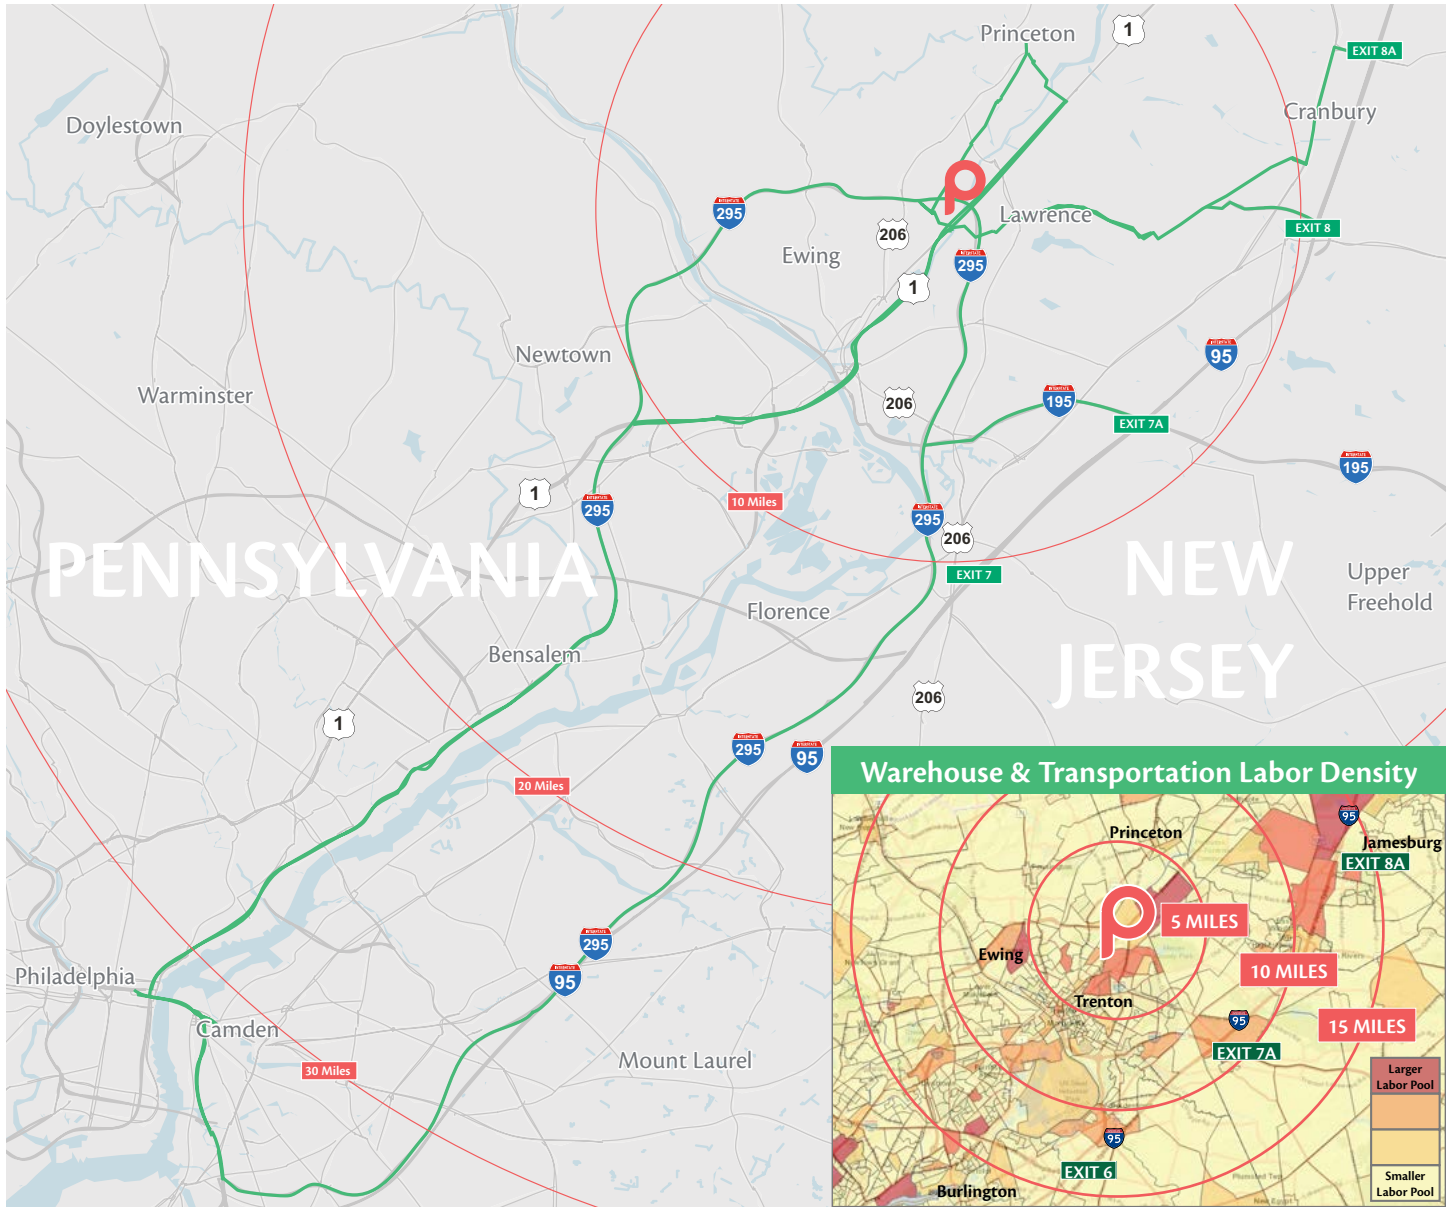 Princeton
1
EXIT 8A
Cranbury
Doylestown
295
206
Lawrence
EXIT 8
Ewing
295
1
Newtown
95
Warminster
206
195
EXIT 7A
195
1
295
10 Miles
295
206
PENNSYLVANIA
NEW
JERSEY
EXIT 7
Upper
Freehold
Florence
Bensalem
206
1
295
95
20 Miles
295
95
Philadelphia
Camden
30 Miles
Mount Laurel
Warehouse & Transportation Labor Density
Princeton
95
Jamesburg
EXIT 8A
5 MILES
Ewing
10 MILES
Trenton
95
15 MILES
EXIT 7A
Larger
Labor Pool
95
EXIT 6
Smaller
Labor Pool
Burlington